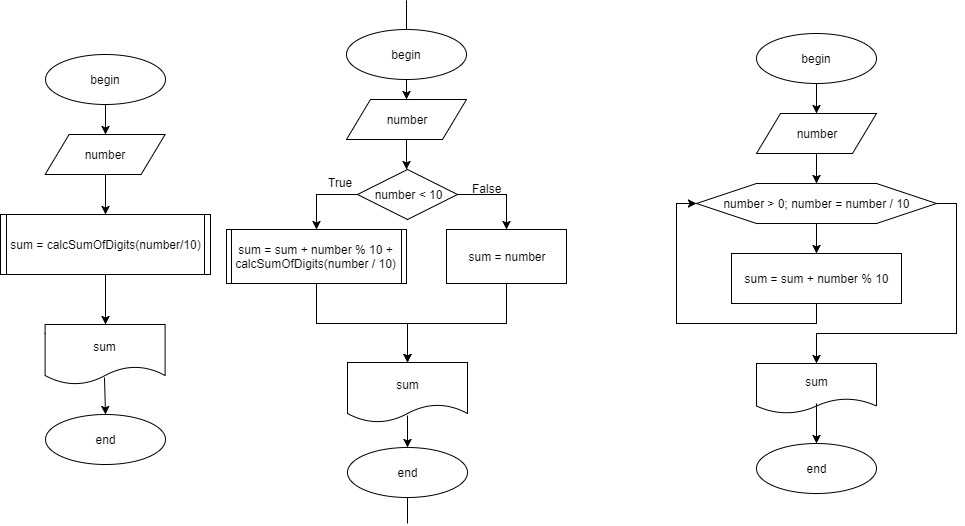 begin
number
sum = calcSumOfDigits(number/10)
sum
end
begin
number
number < 10
True
False
sum = sum + number % 10 +
calcSumOfDigits(number / 10)
sum = number
sum
end
begin
number
number > 0; number = number / 10
sum = sum + number % 10
sum
end